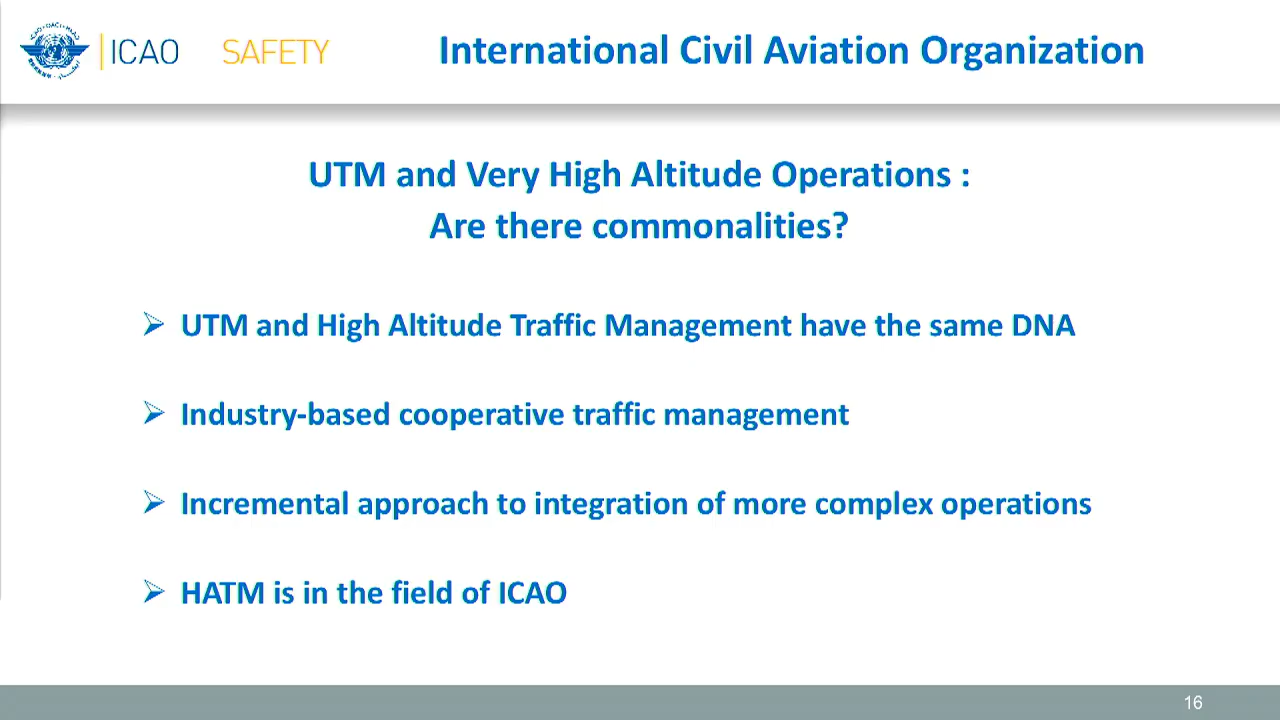 ICAO SAFETY International Civil Aviation Organization
UTM and Very High Altitude Operations :
Are there commonalities?
UTM and High Altitude Traffic Management have the same DNA
Industry-based cooperative traffic management
Incremental approach to integration of more complex operations
HATM is in the field of ICAO
16